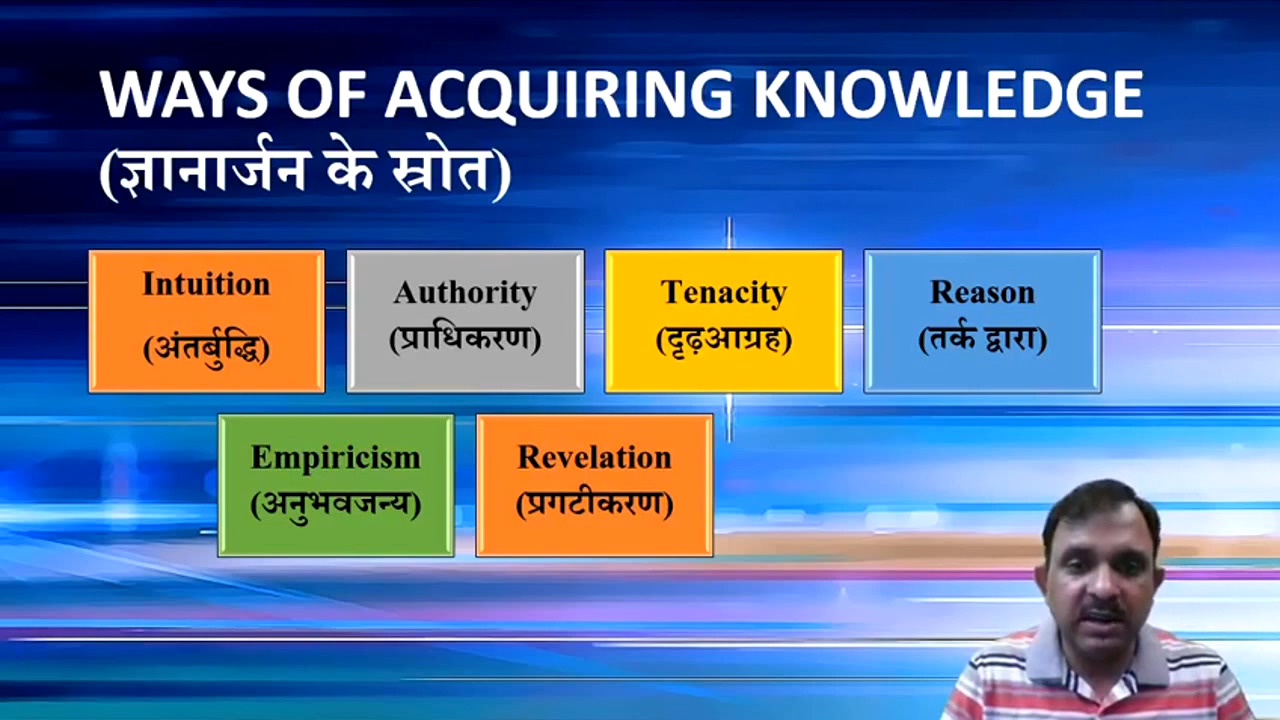 WAYS OF ACQUIRING KNOWLEDGE
(ज्ञानार्जन के स्रोत)
Intuition
(अंतर्बुद्धि)
Authority
(प्राधिकरण)
Tenacity
(दृढ़आग्रह)
Reason
(तर्क द्वारा)
Empiricism
(अनुभवजन्य)
Revelation
(प्रगटीकरण)